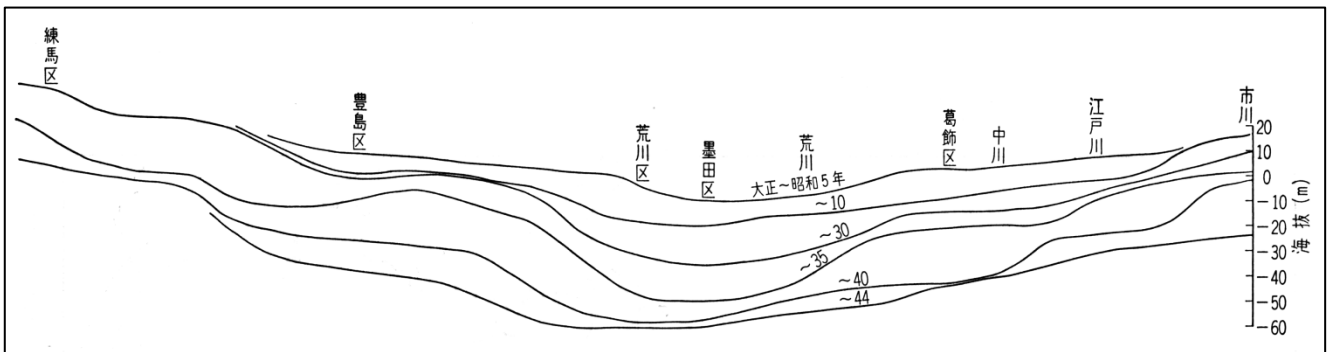 練馬区
豊島区
荒川区
墨田区
荒川
葛飾区
中川
江戸川
市川
大正～昭和5年
～10
～30
～35
～40
～44
20
10
0
-10
-20
-30
-40
-50
-60
海抜(m)